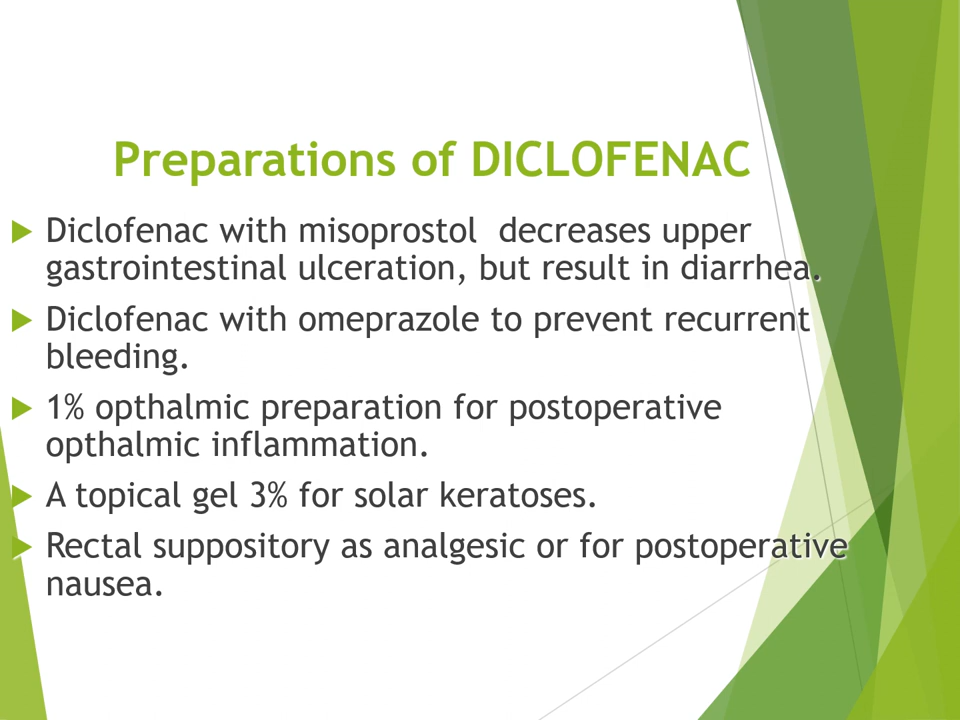 Preparations of DICLOFENAC
Diclofenac with misoprostol  decreases upper
gastrointestinal ulceration, but result in diarrhea.
Diclofenac with omeprazole to prevent recurrent
bleeding.
1% opthalmic preparation for postoperative
opthalmic inflammation.
A topical gel 3% for solar keratoses.
Rectal suppository as analgesic or for postoperative
nausea.